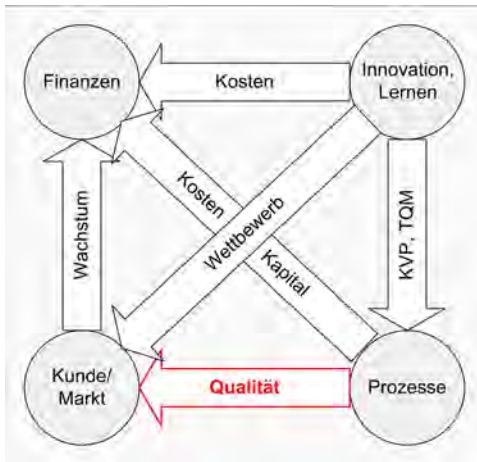 Finanzen
Kosten
Innovation,
Lernen
Kosten
Kapital
Wettbewerb
Wachstum
KVP, TQM
Kunde/
Markt
Qualität
Prozesse